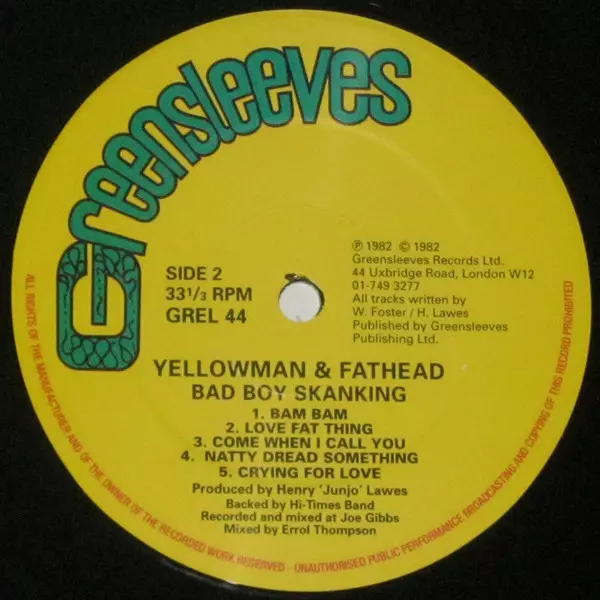 Greensleeves
SIDE 2
33 1/3 RPM
GREL 44
℗ 1982 © 1982
Greensleeves Records Ltd.
44 Uxbridge Road, London W12
01-749 3277
All tracks written by
W. Foster / H. Lawes
Published by Greensleeves
Publishing Ltd.
YELLOWMAN & FATHEAD
BAD BOY SKANKING
1. BAM BAM
2. LOVE FAT THING
3. COME WHEN I CALL YOU
4. NATTY DREAD SOMETHING
5. CRYING FOR LOVE
Produced by Henry 'Junjo' Lawes
Backed by Hi-Times Band
Recorded and mixed at Joe Gibbs
Mixed by Errol Thompson
ALL RIGHTS OF THE MANUFACTURER AND OF THE OWNER OF THE RECORDED WORK RESERVED - UNAUTHORISED PUBLIC PERFORMANCE BROADCASTING AND COPYING OF THIS RECORD PROHIBITED